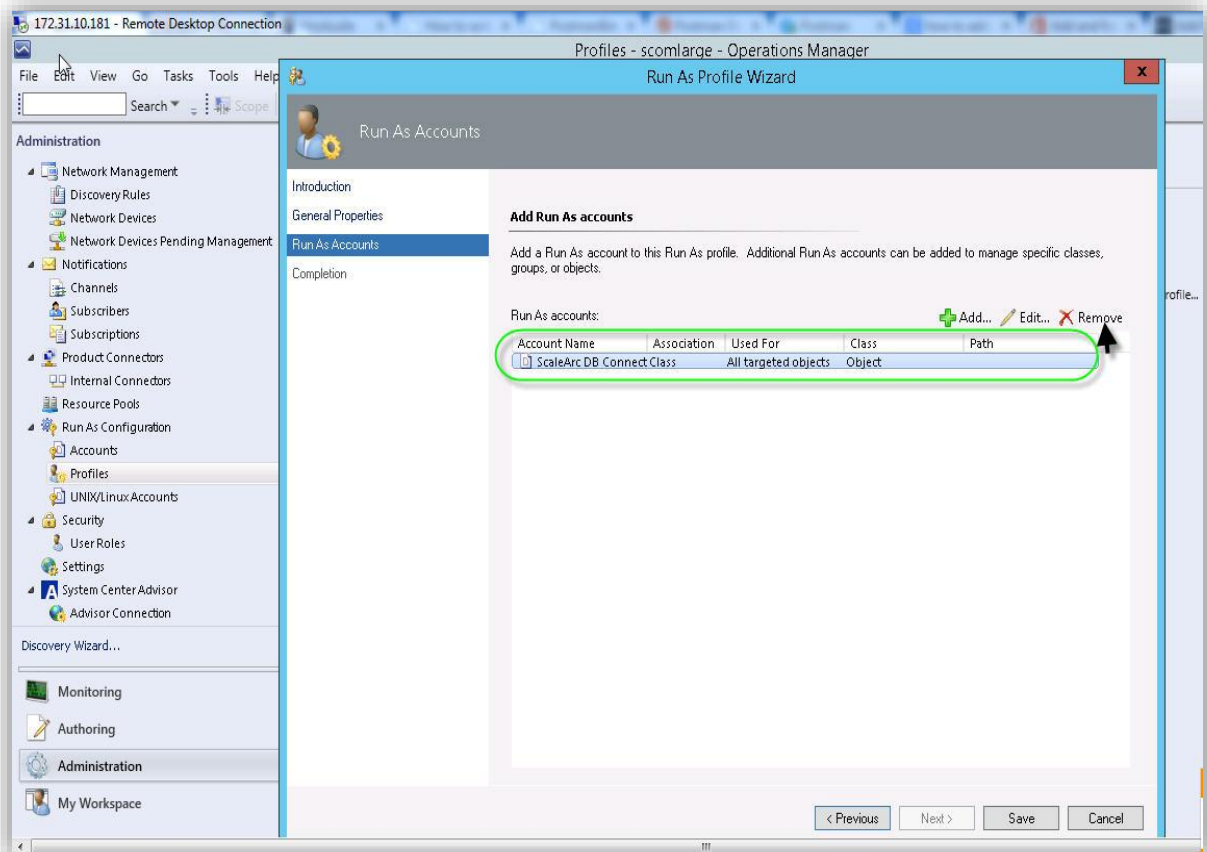 172.31.10.181 - Remote Desktop Connection
Profiles - scomlarge - Operations Manager
File Edit View Go Tasks Tools Help
Run As Profile Wizard
x
Search
Scope
Run As Accounts
Administration
Network Management
Discovery Rules
Network Devices
Network Devices Pending Management
Notifications
Channels
Subscribers
Subscriptions
Product Connectors
Internal Connectors
Resource Pools
Run As Configuration
Accounts
Profiles
UNIX/Linux Accounts
Security
User Roles
Settings
System Center Advisor
Advisor Connection
Discovery Wizard...
Monitoring
Authoring
Administration
My Workspace
Introduction
General Properties
Run As Accounts
Completion
Add Run As accounts
Add a Run As account to this Run As profile. Additional Run As accounts can be added to manage specific classes,
groups, or objects.
Run As accounts:
Add... Edit... Remove
Account Name Association Used For Class Path
ScaleArc DB Connect Class All targeted objects Object
rofile...
< Previous Next > Save Cancel